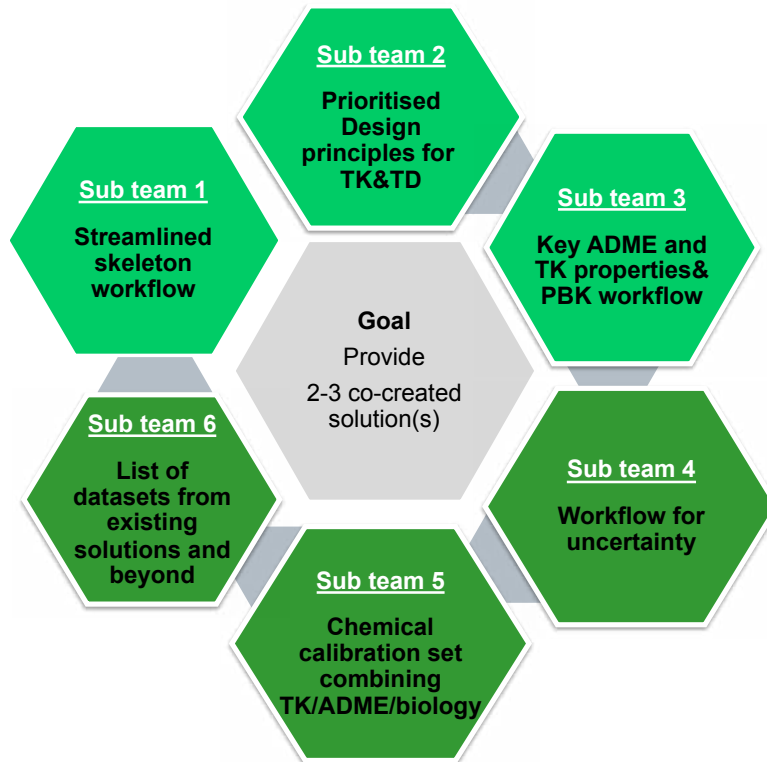 Sub team 2
Prioritised
Design
principles for
TK&TD
Sub team 1
Streamlined
skeleton
workflow
Sub team 3
Key ADME and
TK properties&
PBK workflow
Goal
Provide
2-3 co-created
solution(s)
Sub team 6
List of
datasets from
existing
solutions and
beyond
Sub team 4
Workflow for
uncertainty
Sub team 5
Chemical
calibration set
combining
TK/ADME/biology